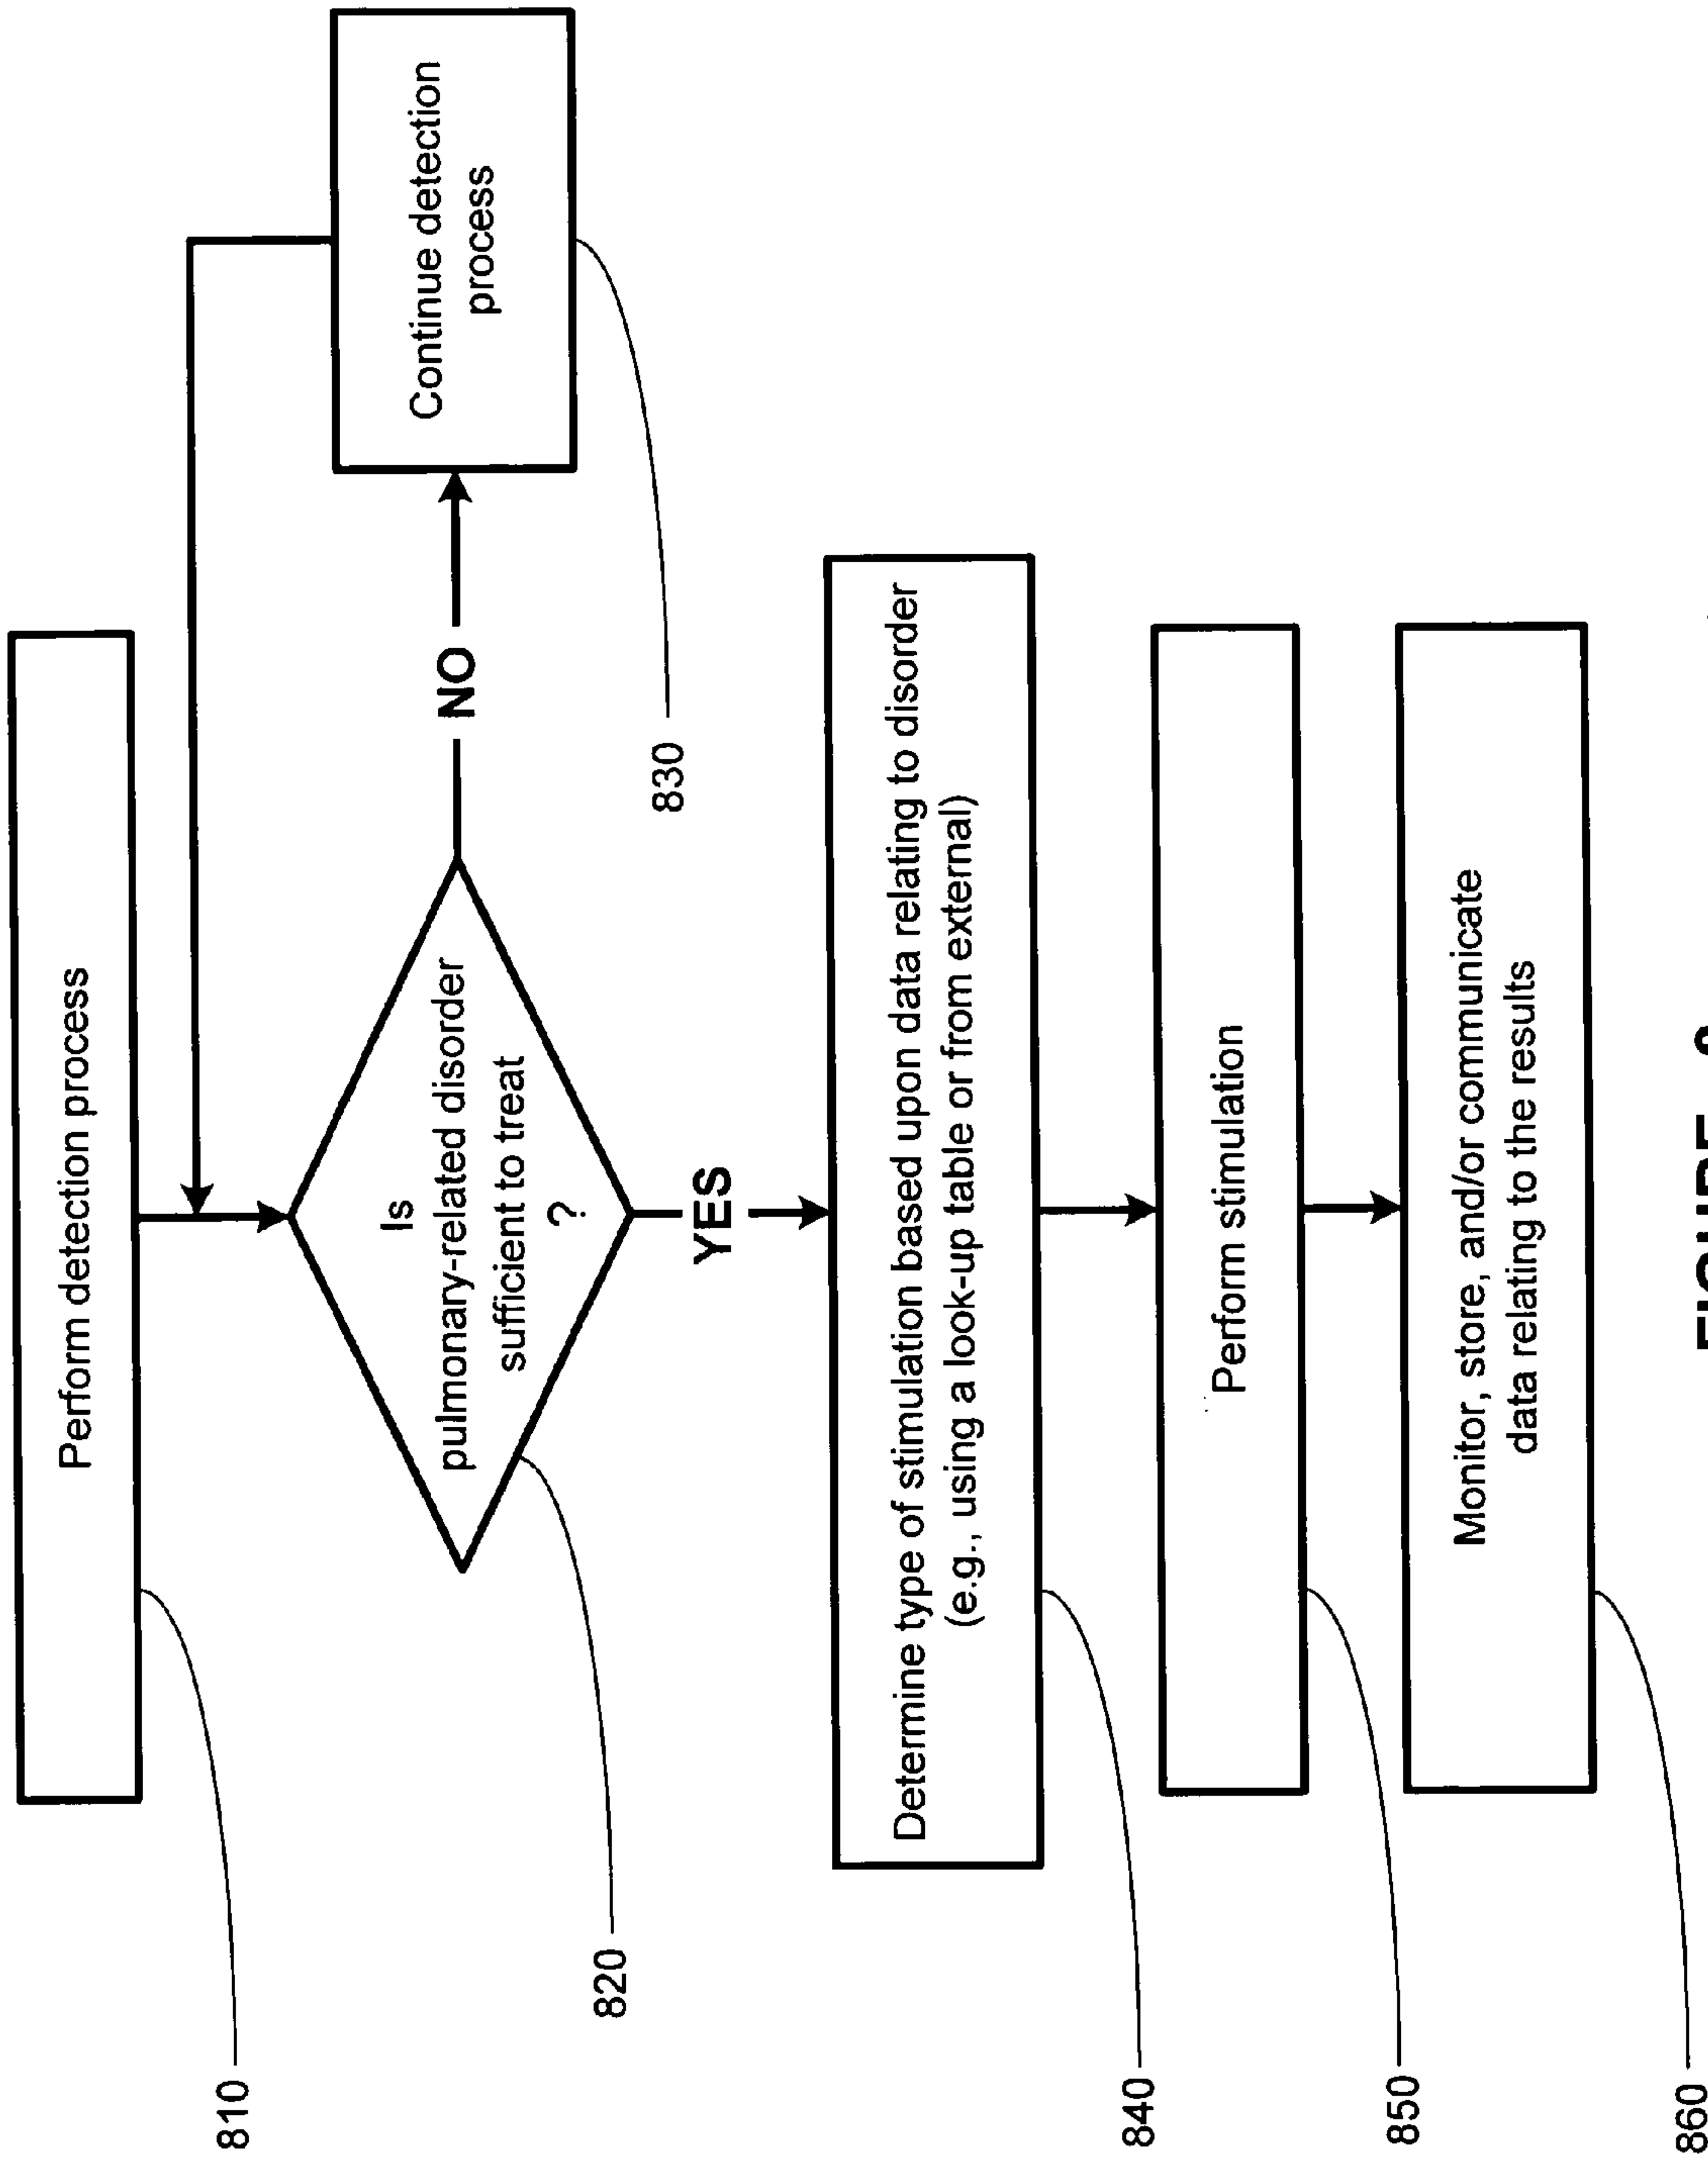 Perform detection process
810
Is
pulmonary-related disorder
sufficient to treat
?
820
NO
Continue detection
process
830
YES
Determine type of stimulation based upon data relating to disorder
(e.g., using a look-up table or from external)
840
Perform stimulation
850
Monitor, store, and/or communicate
data relating to the results
860